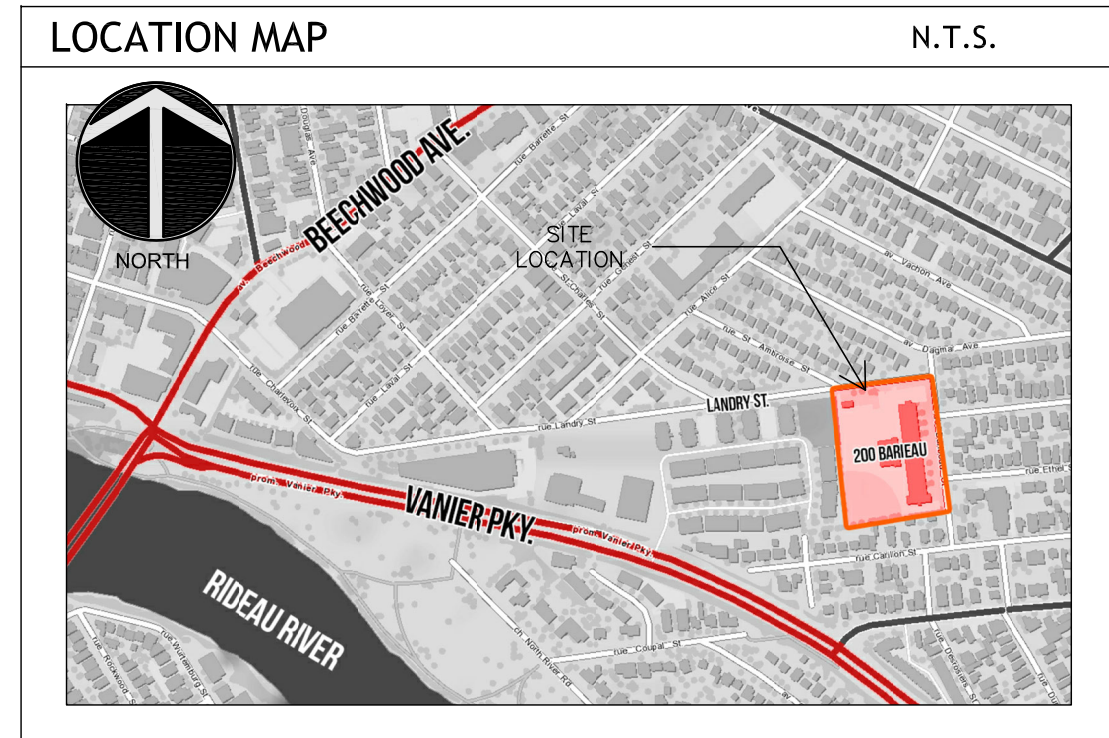 LOCATION MAP
N.T.S.
NORTH
BEECHWOOD AVE.
av. Beechwood
Douglas Ave
rue Barrette St
rue Laval St
rue Genest St
SITE
LOCATION
rue St-Charles St
rue Alice St
av Vachon Ave
rue St Ambroise St
av Dagmar Ave
rue Loyer St
rue Barrette St
rue Laval St
rue Charlevoix St
LANDRY ST.
rue Landry St
200 BARIEAU
rue Ethel S
prom. Vanier Pky.
VANIER PKY.
prom. Vanier Pky.
rue Carillon St
RIDEAU RIVER
ch. North River Rd
rue Coupal St
rue Desrosiers St
rue Wurtemburg St
rue Rockwood St
av